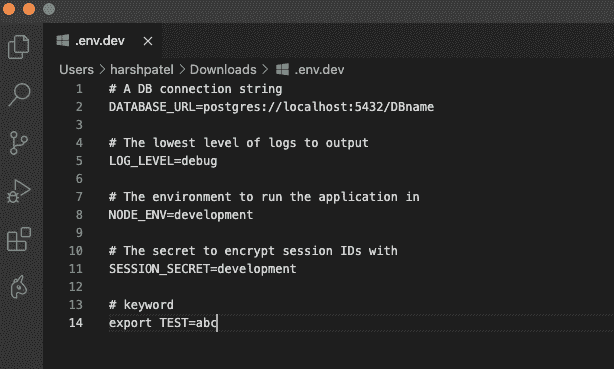 .env.dev
Users > harshpatel > Downloads > .env.dev
1 # A DB connection string
2 DATABASE_URL=postgres://localhost:5432/DBname
3
4 # The lowest level of logs to output
5 LOG_LEVEL=debug
6
7 # The environment to run the application in
8 NODE_ENV=development
9
10 # The secret to encrypt session IDs with
11 SESSION_SECRET=development
12
13 # keyword
14 export TEST=abc